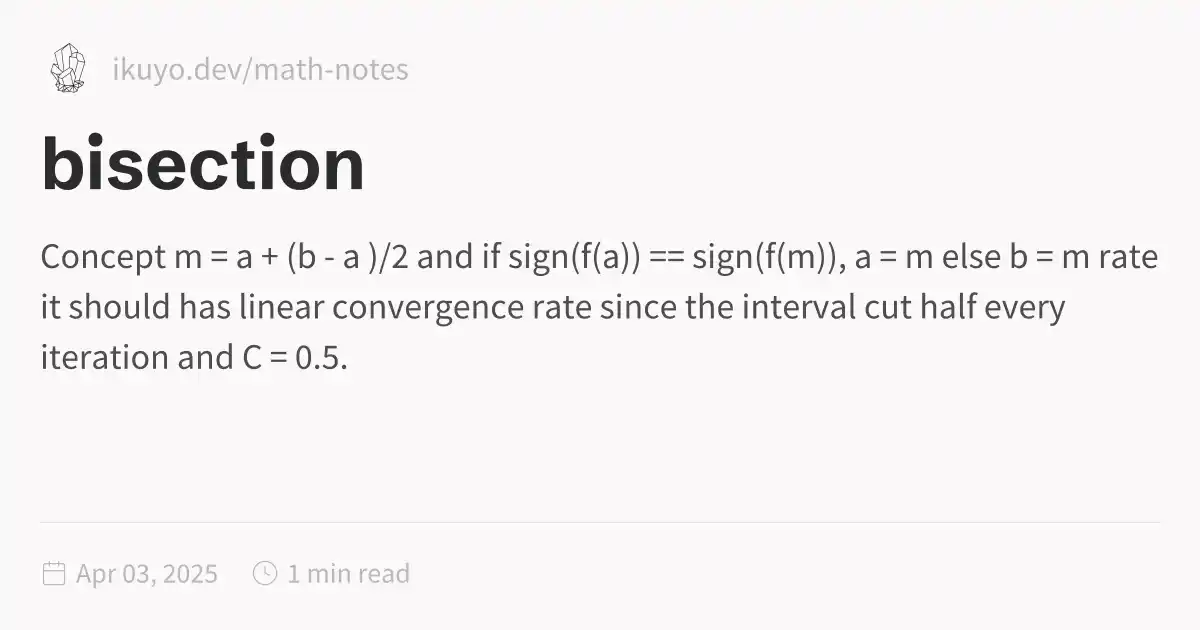 ikuyo.dev/math-notes
bisection
Concept m = a + (b - a )/2 and if sign(f(a)) == sign(f(m)), a = m else b = m rate
it should has linear convergence rate since the interval cut half every
iteration and C = 0.5.
Apr 03, 2025 1 min read